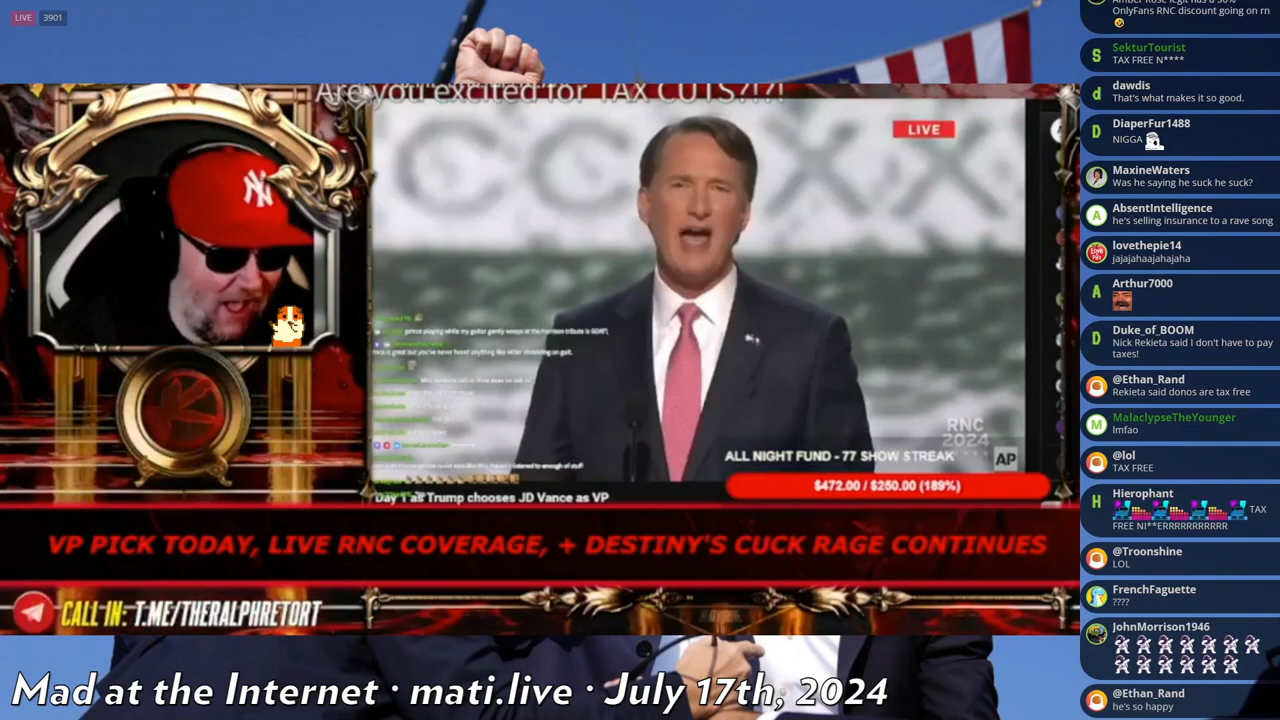 LIVE 3901
Are you excited for TAX CUTS?!?!
LIVE
RNC
2024
AP
ALL NIGHT FUND - 77 SHOW STREAK
$472.00 / $250.00 (189%)
Day 1 as Trump chooses JD Vance as VP
VP PICK TODAY, LIVE RNC COVERAGE, + DESTINY'S CUCK RAGE CONTINUES
CALL IN: T.ME/THERALPHRETORT
Mad at the Internet · mati.live · July 17th, 2024
OnlyFans RNC discount going on rn
SekturTourist
TAX FREE N****
dawdis
That's what makes it so good.
DiaperFur1488
NIGGA
MaxineWaters
Was he saying he suck he suck?
AbsentIntelligence
he's selling insurance to a rave song
lovethepie14
jajajahaajahajaha
Arthur7000
Duke_of_BOOM
Nick Rekieta said I don't have to pay
taxes!
@Ethan_Rand
Rekieta said donos are tax free
MalaclypseTheYounger
lmfao
@lol
TAX FREE
Hierophant
TAX
FREE NI**ERRRRRRRRRRR
@Troonshine
LOL
FrenchFaguette
????
JohnMorrison1946
@Ethan_Rand
he's so happy